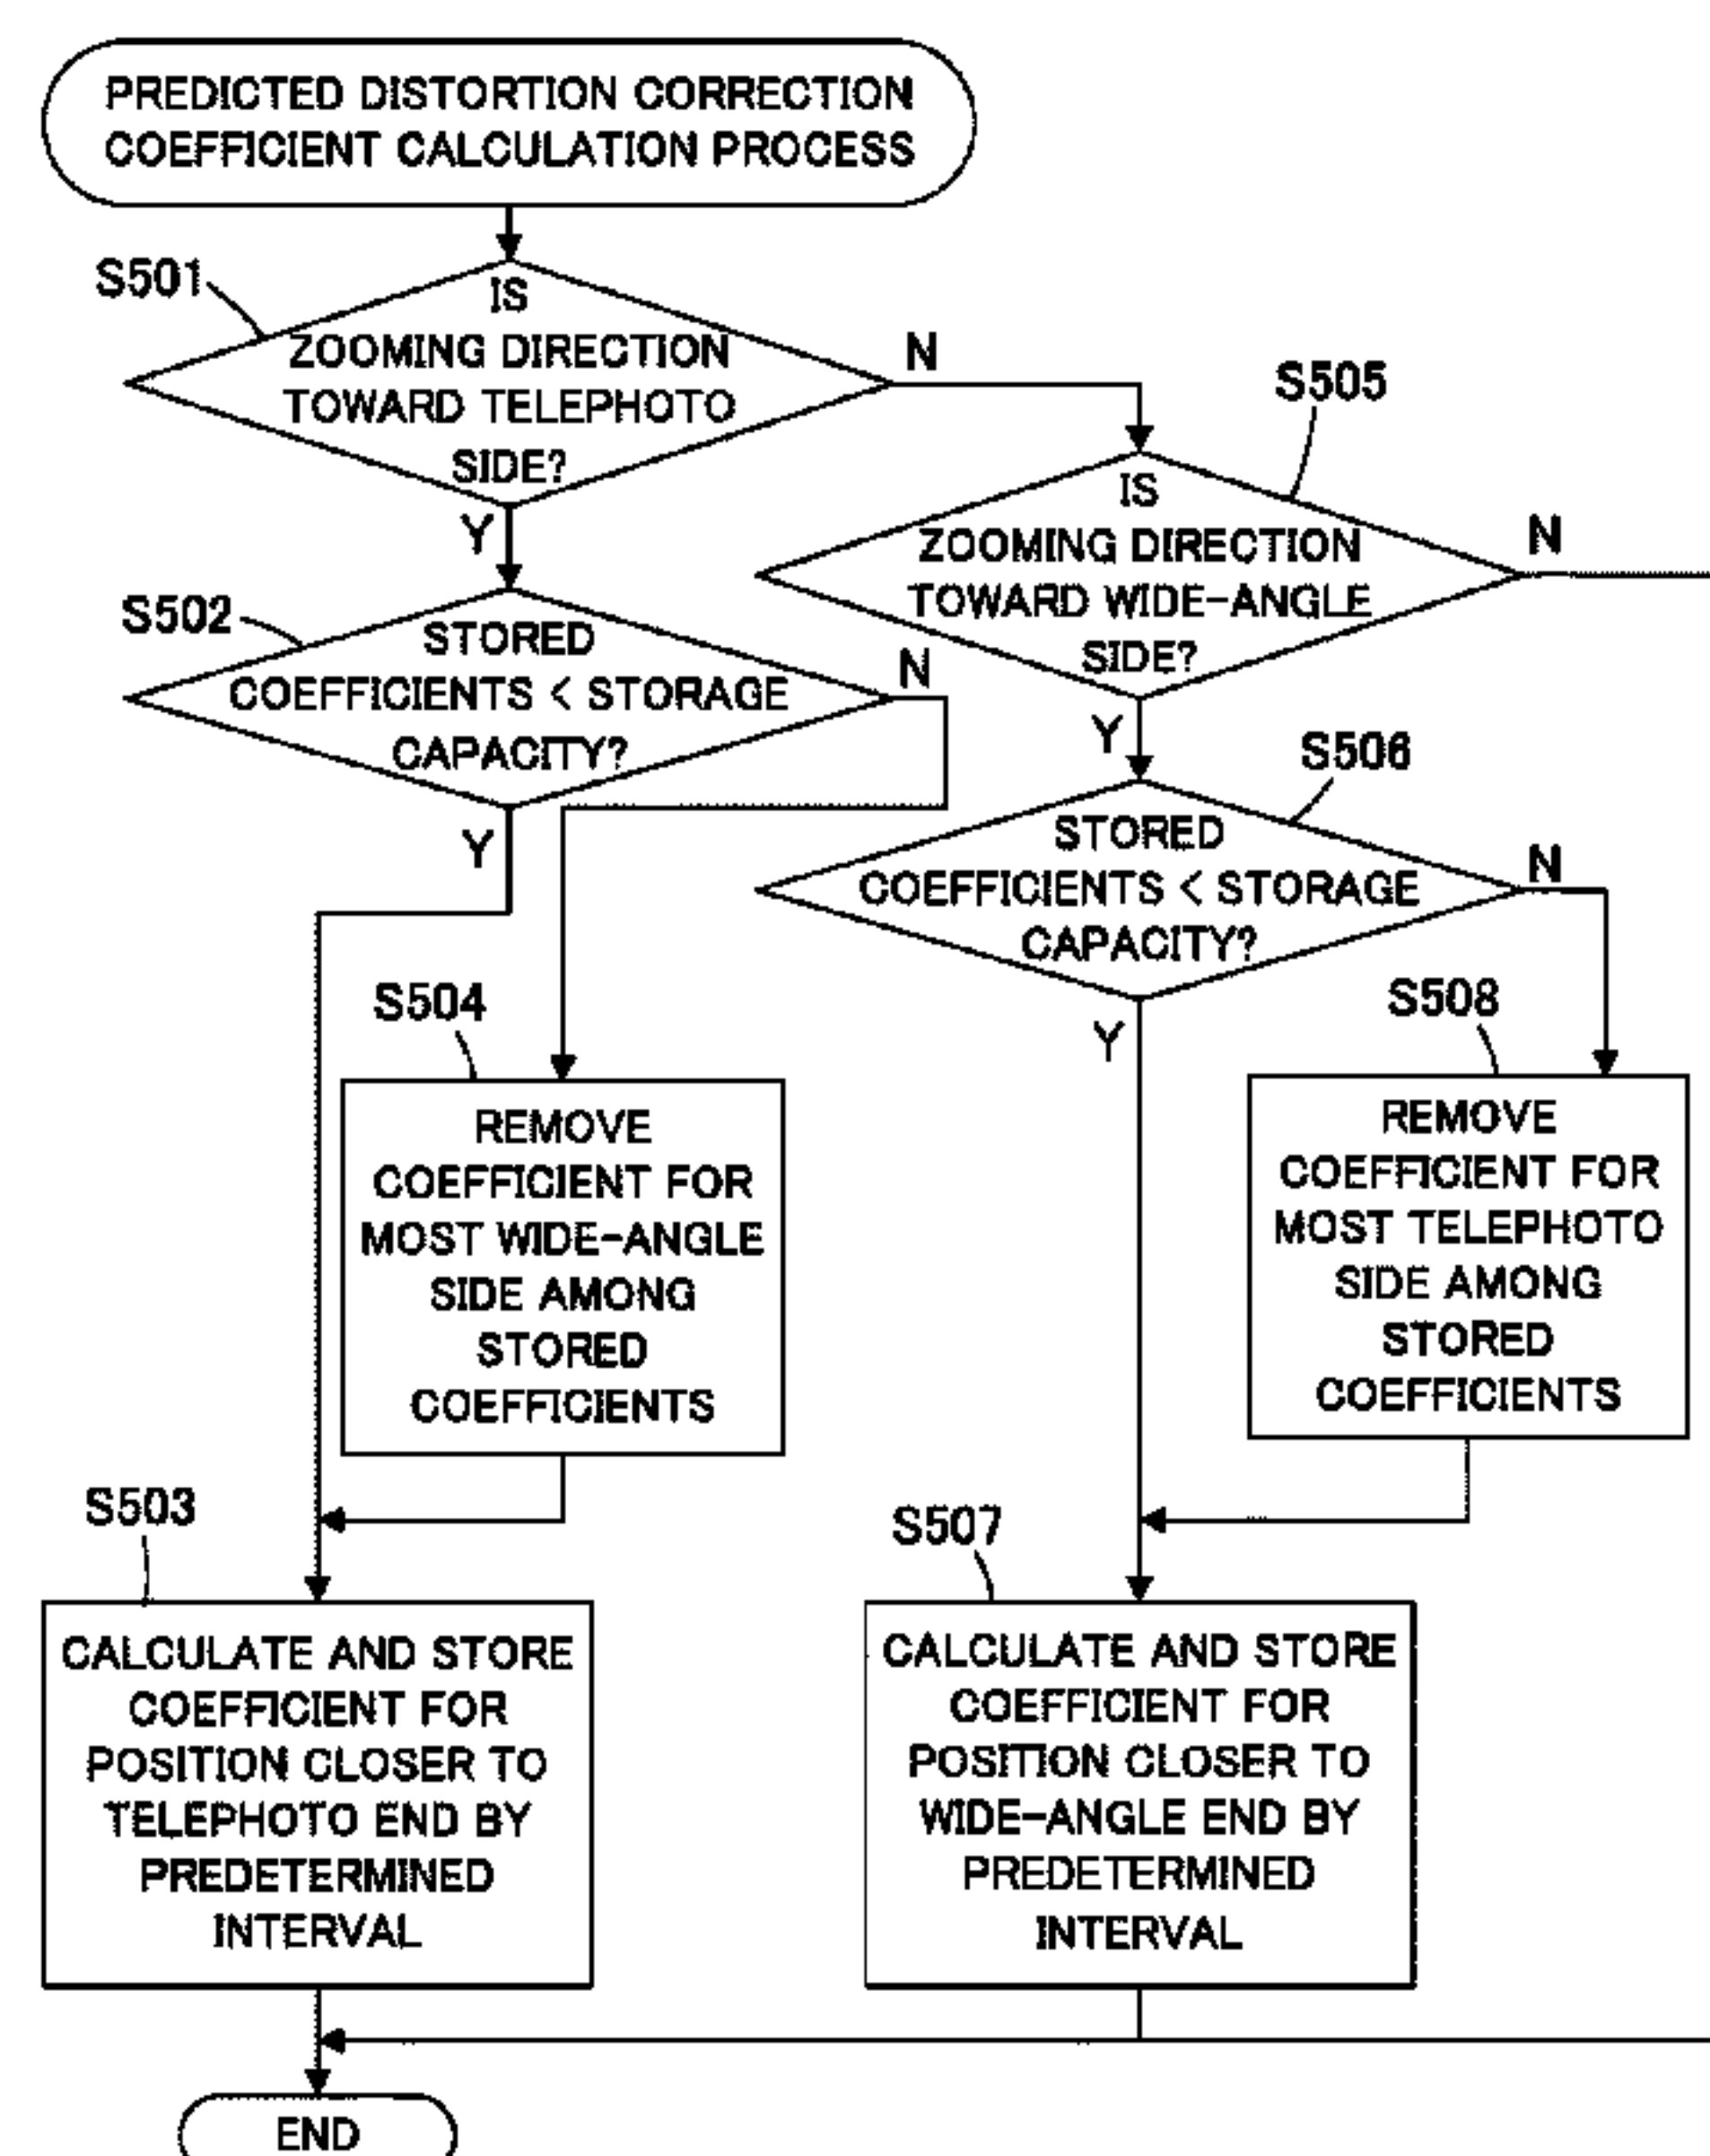 PREDICTED DISTORTION CORRECTION
COEFFICIENT CALCULATION PROCESS
S501
IS
ZOOMING DIRECTION
TOWARD TELEPHOTO
SIDE?
N
Y
S505
IS
ZOOMING DIRECTION
TOWARD WIDE-ANGLE
SIDE?
N
Y
S502
STORED
COEFFICIENTS < STORAGE
CAPACITY?
N
Y
S506
STORED
COEFFICIENTS < STORAGE
CAPACITY?
N
Y
S504
REMOVE
COEFFICIENT FOR
MOST WIDE-ANGLE
SIDE AMONG
STORED
COEFFICIENTS
S508
REMOVE
COEFFICIENT FOR
MOST TELEPHOTO
SIDE AMONG
STORED
COEFFICIENTS
S503
CALCULATE AND STORE
COEFFICIENT FOR
POSITION CLOSER TO
TELEPHOTO END BY
PREDETERMINED
INTERVAL
S507
CALCULATE AND STORE
COEFFICIENT FOR
POSITION CLOSER TO
WIDE-ANGLE END BY
PREDETERMINED
INTERVAL
END